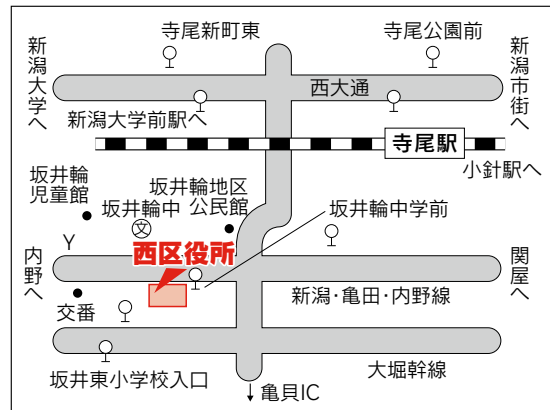 寺尾新町東
寺尾公園前
新潟大学へ
新潟市街へ
西大通
新潟大学前駅へ
寺尾駅
小針駅へ
坂井輪
児童館
坂井輪地区
公民館
坂井輪中
文
坂井輪中学前
西区役所
Y
内野へ
関屋へ
新潟・亀田・内野線
交番
大堀幹線
坂井東小学校入口
↓亀貝IC